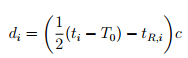 d_i = \left( \frac{1}{2}(t_i - T_0) - t_{R,i} \right) c